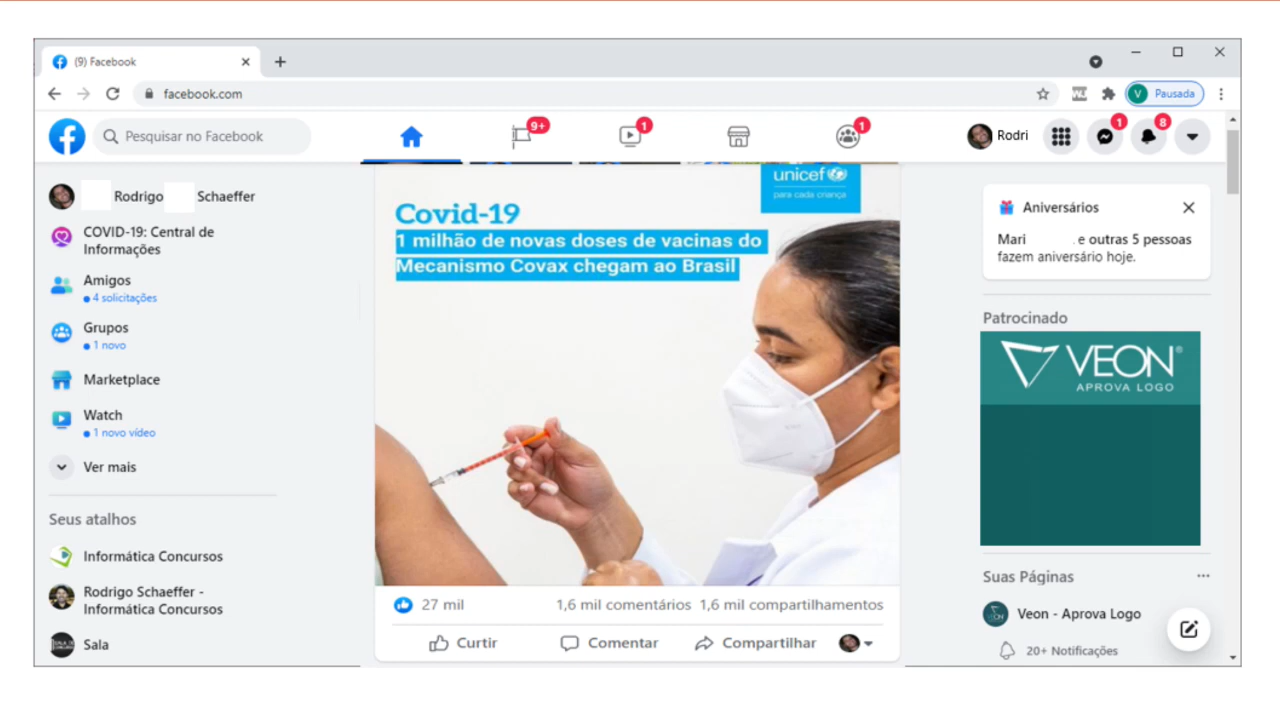 (9) Facebook
facebook.com
V Pausada
Pesquisar no Facebook
9+
1
1
Rodri
1
8
Rodrigo Schaeffer
COVID-19: Central de
Informações
Amigos
4 solicitações
Grupos
1 novo
Marketplace
Watch
1 novo vídeo
Ver mais
Seus atalhos
Informática Concursos
Rodrigo Schaeffer -
Informática Concursos
Sala
unicef
para cada criança
Covid-19
1 milhão de novas doses de vacinas do
Mecanismo Covax chegam ao Brasil
27 mil
1,6 mil comentários 1,6 mil compartilhamentos
Curtir
Comentar
Compartilhar
Aniversários
Mari . e outras 5 pessoas
fazem aniversário hoje.
Patrocinado
VEON®
APROVA LOGO
Suas Páginas
Veon - Aprova Logo
20+ Notificações